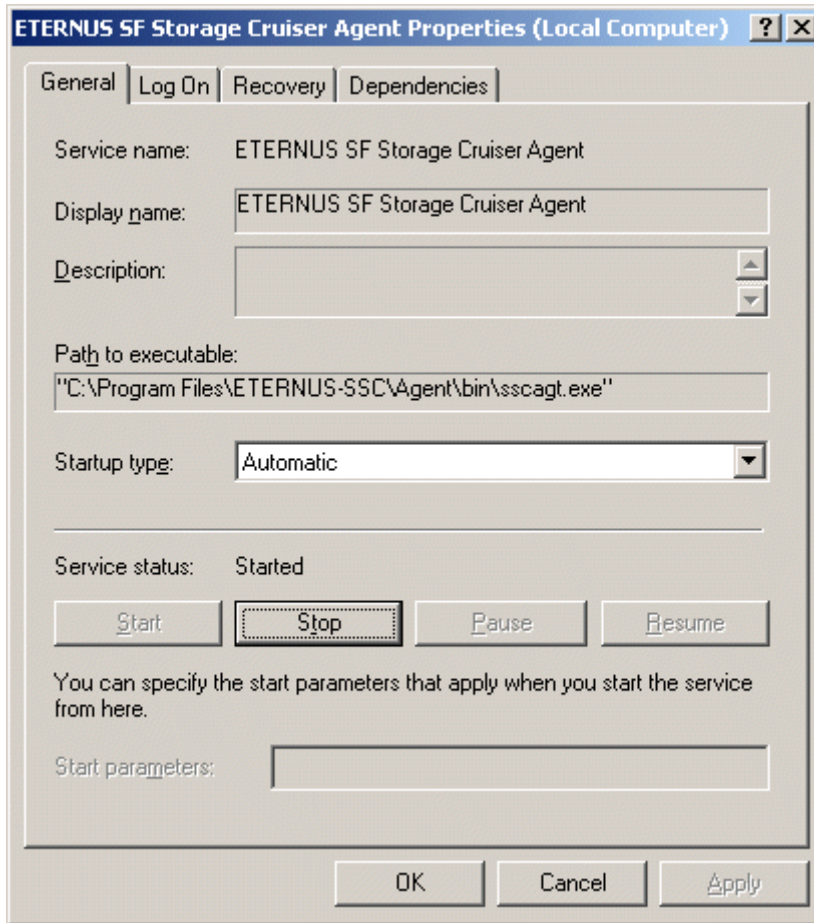 ETERNUS SF Storage Cruiser Agent Properties (Local Computer) ? X
General Log On Recovery Dependencies
Service name: ETERNUS SF Storage Cruiser Agent
Display name: ETERNUS SF Storage Cruiser Agent
Description:
Path to executable:
"C:\Program Files\ETERNUS-SSC\Agent\bin\sscagt.exe"
Startup type: Automatic
Service status: Started
Start Stop Pause Resume
You can specify the start parameters that apply when you start the service
from here.
Start parameters:
OK Cancel Apply